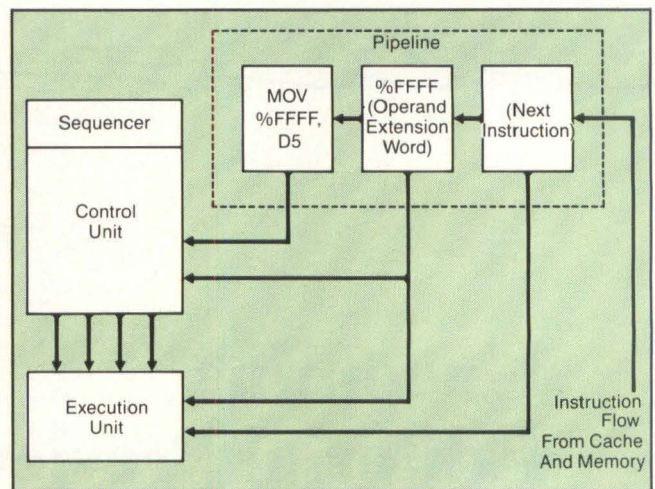 Pipeline
Sequencer
Control
Unit
MOV
%FFFF,
D5
%FFFF
(Operand
Extension
Word)
(Next
Instruction)
Execution
Unit
Instruction
Flow
From Cache
And Memory